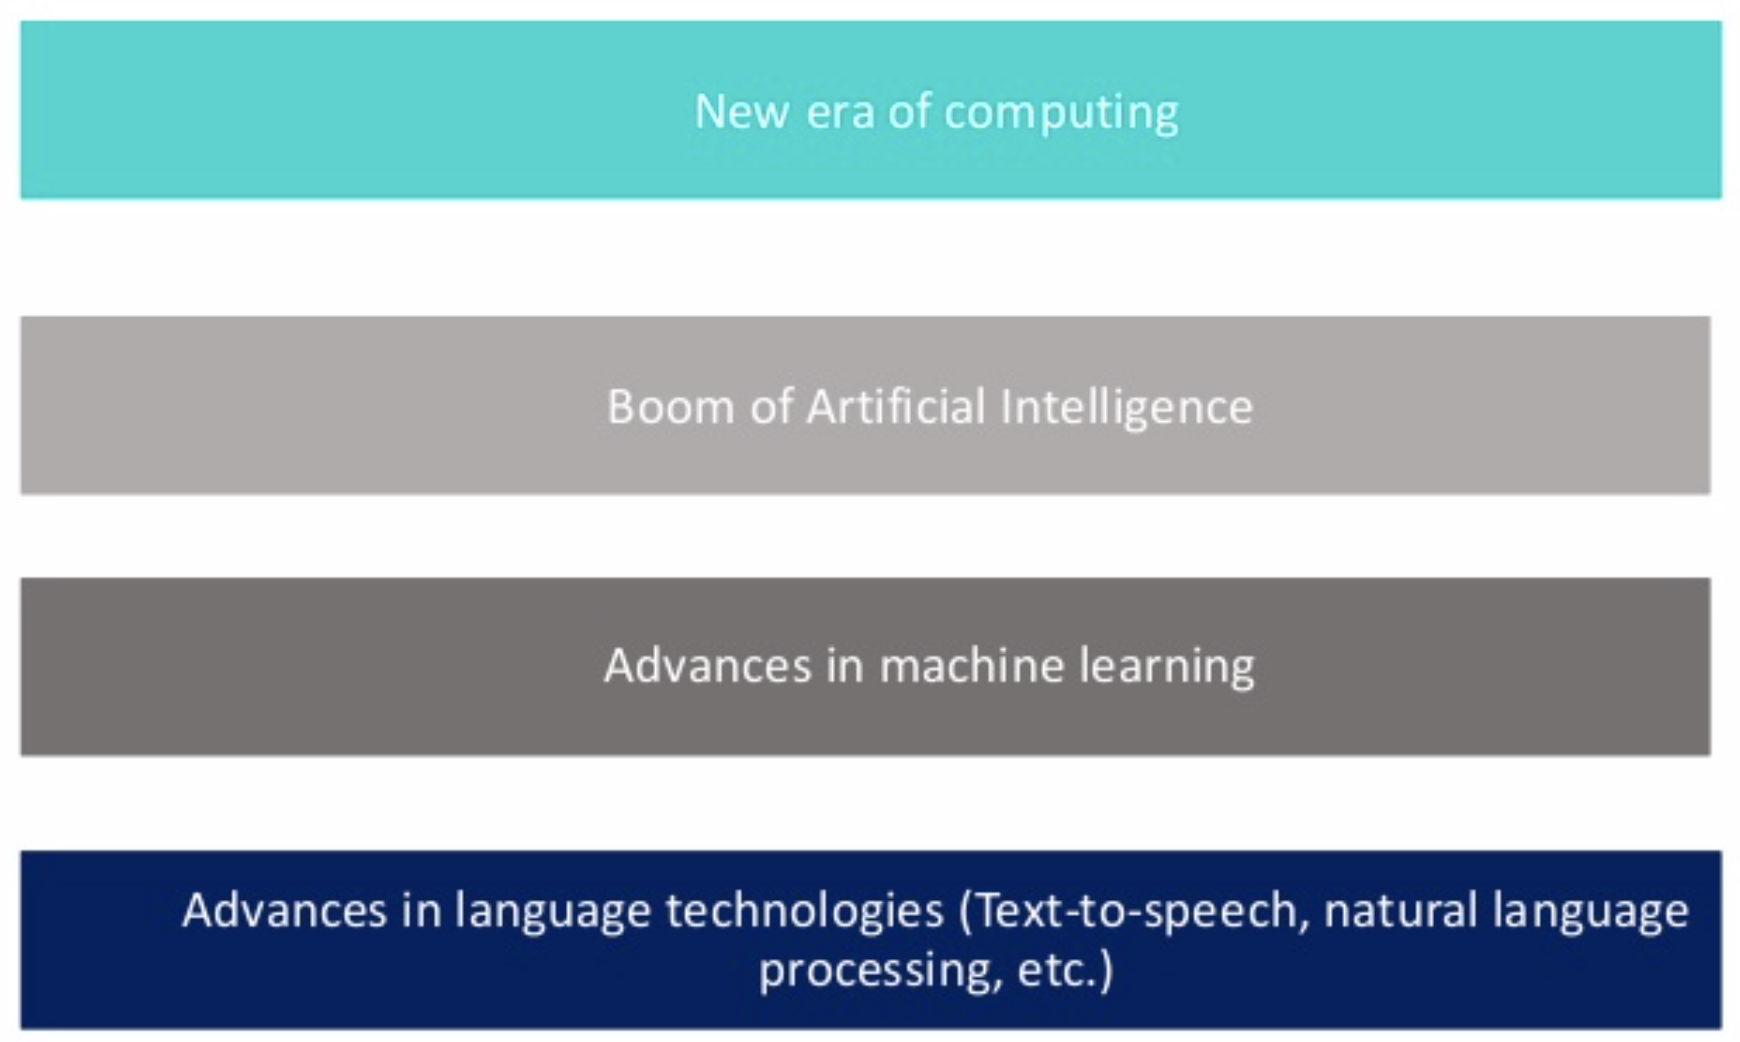 New era of computing
Boom of Artificial Intelligence
Advances in machine learning
Advances in language technologies (Text-to-speech, natural language
processing, etc.)